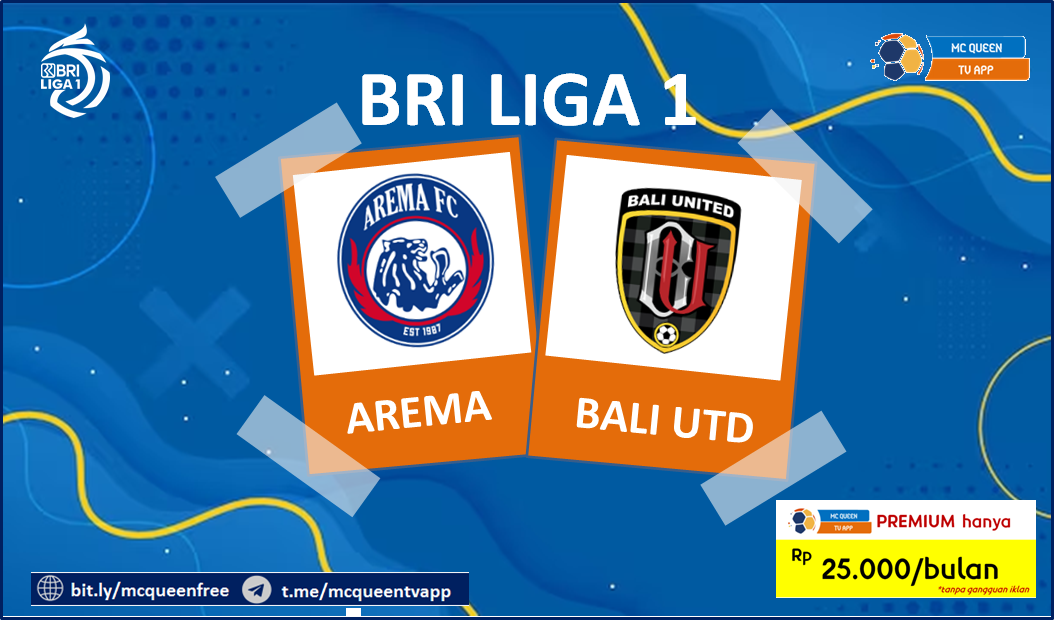 BRI
LIGA 1
MC QUEEN
TV APP
BRI LIGA 1
AREMA FC
EST 1987
BALI UNITED
AREMA
BALI UTD
MC QUEEN
TV APP
PREMIUM hanya
Rp 25.000/bulan
*tanpa gangguan iklan
bit.ly/mcqueenfree t.me/mcqueentvapp